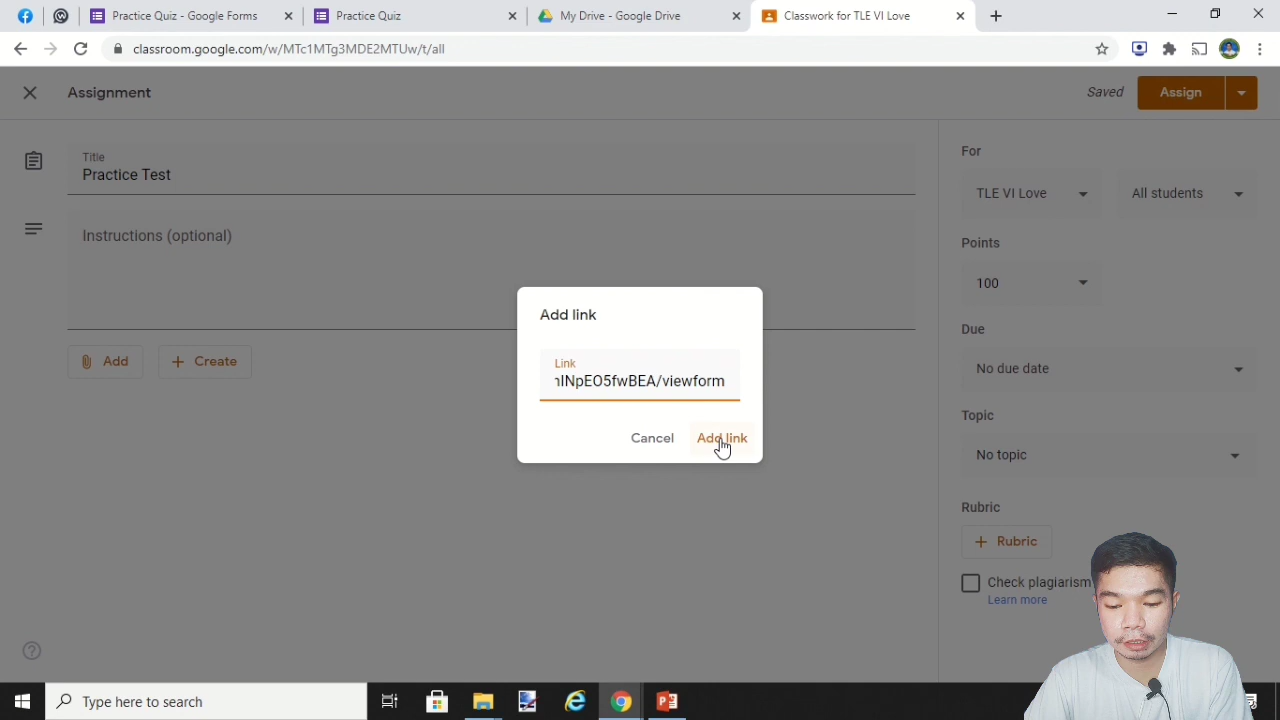 Practice Quiz - Google Forms
Practice Quiz
My Drive - Google Drive
Classwork for TLE VI Love
classroom.google.com/w/MTc1MTg3MDE2MTUw/t/all
Assignment
Saved
Assign
Title
Practice Test
Instructions (optional)
Add
Create
For
TLE VI Love
All students
Points
100
Due
No due date
Topic
No topic
Rubric
Rubric
Check plagiarism
Learn more
Add link
Link
INpEO5fwBEA/viewform
Cancel
Add link
Type here to search